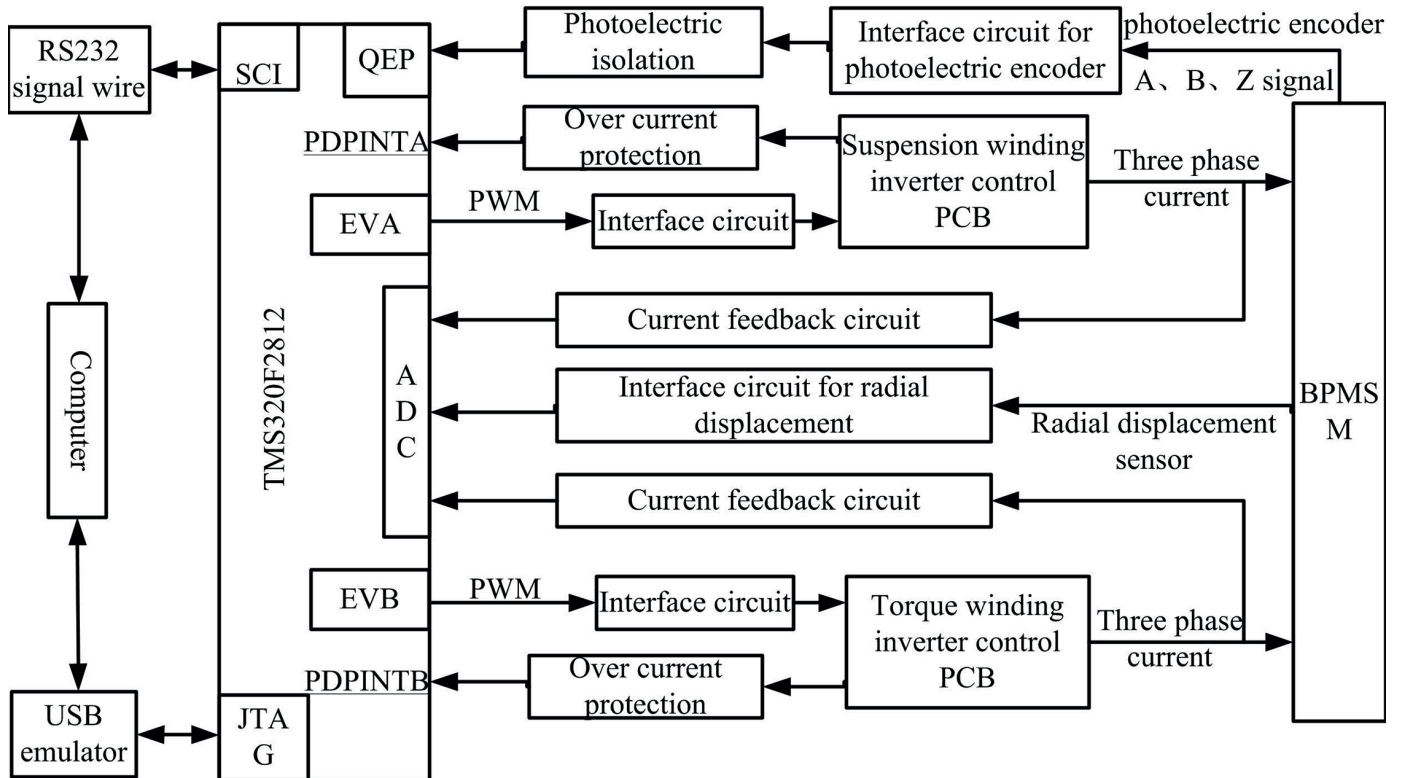 RS232
signal wire
SCI
QEP
Photoelectric
isolation
Interface circuit for
photoelectric encoder
photoelectric encoder
A、B、Z signal
PDPINTA
Over current
protection
Suspension winding
inverter control
PCB
Three phase
current
EVA
PWM
Interface circuit
Current feedback circuit
Computer
TMS320F2812
A
D
C
Interface circuit for radial
displacement
Radial displacement
sensor
BPMS
M
Current feedback circuit
EVB
PWM
Interface circuit
Torque winding
inverter control
PCB
Three phase
current
PDPINTB
Over current
protection
USB
emulator
JTA
G